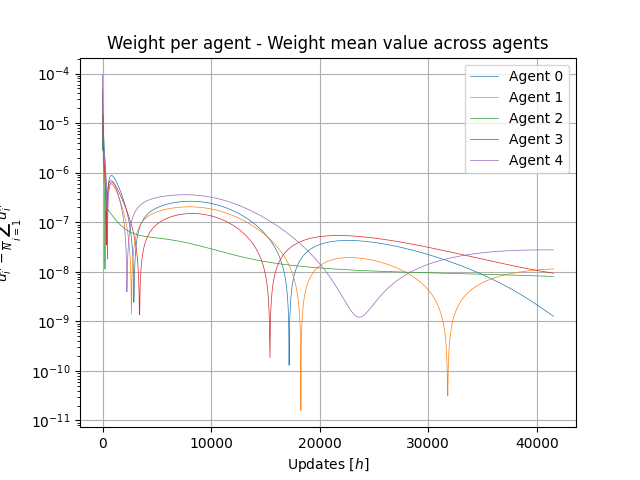 Weight per agent - Weight mean value across agents
10⁻⁴
10⁻⁵
10⁻⁶
10⁻⁷
10⁻⁸
10⁻⁹
10⁻¹⁰
10⁻¹¹
Agent 0
Agent 1
Agent 2
Agent 3
Agent 4
0 10000 20000 30000 40000
Updates [h]